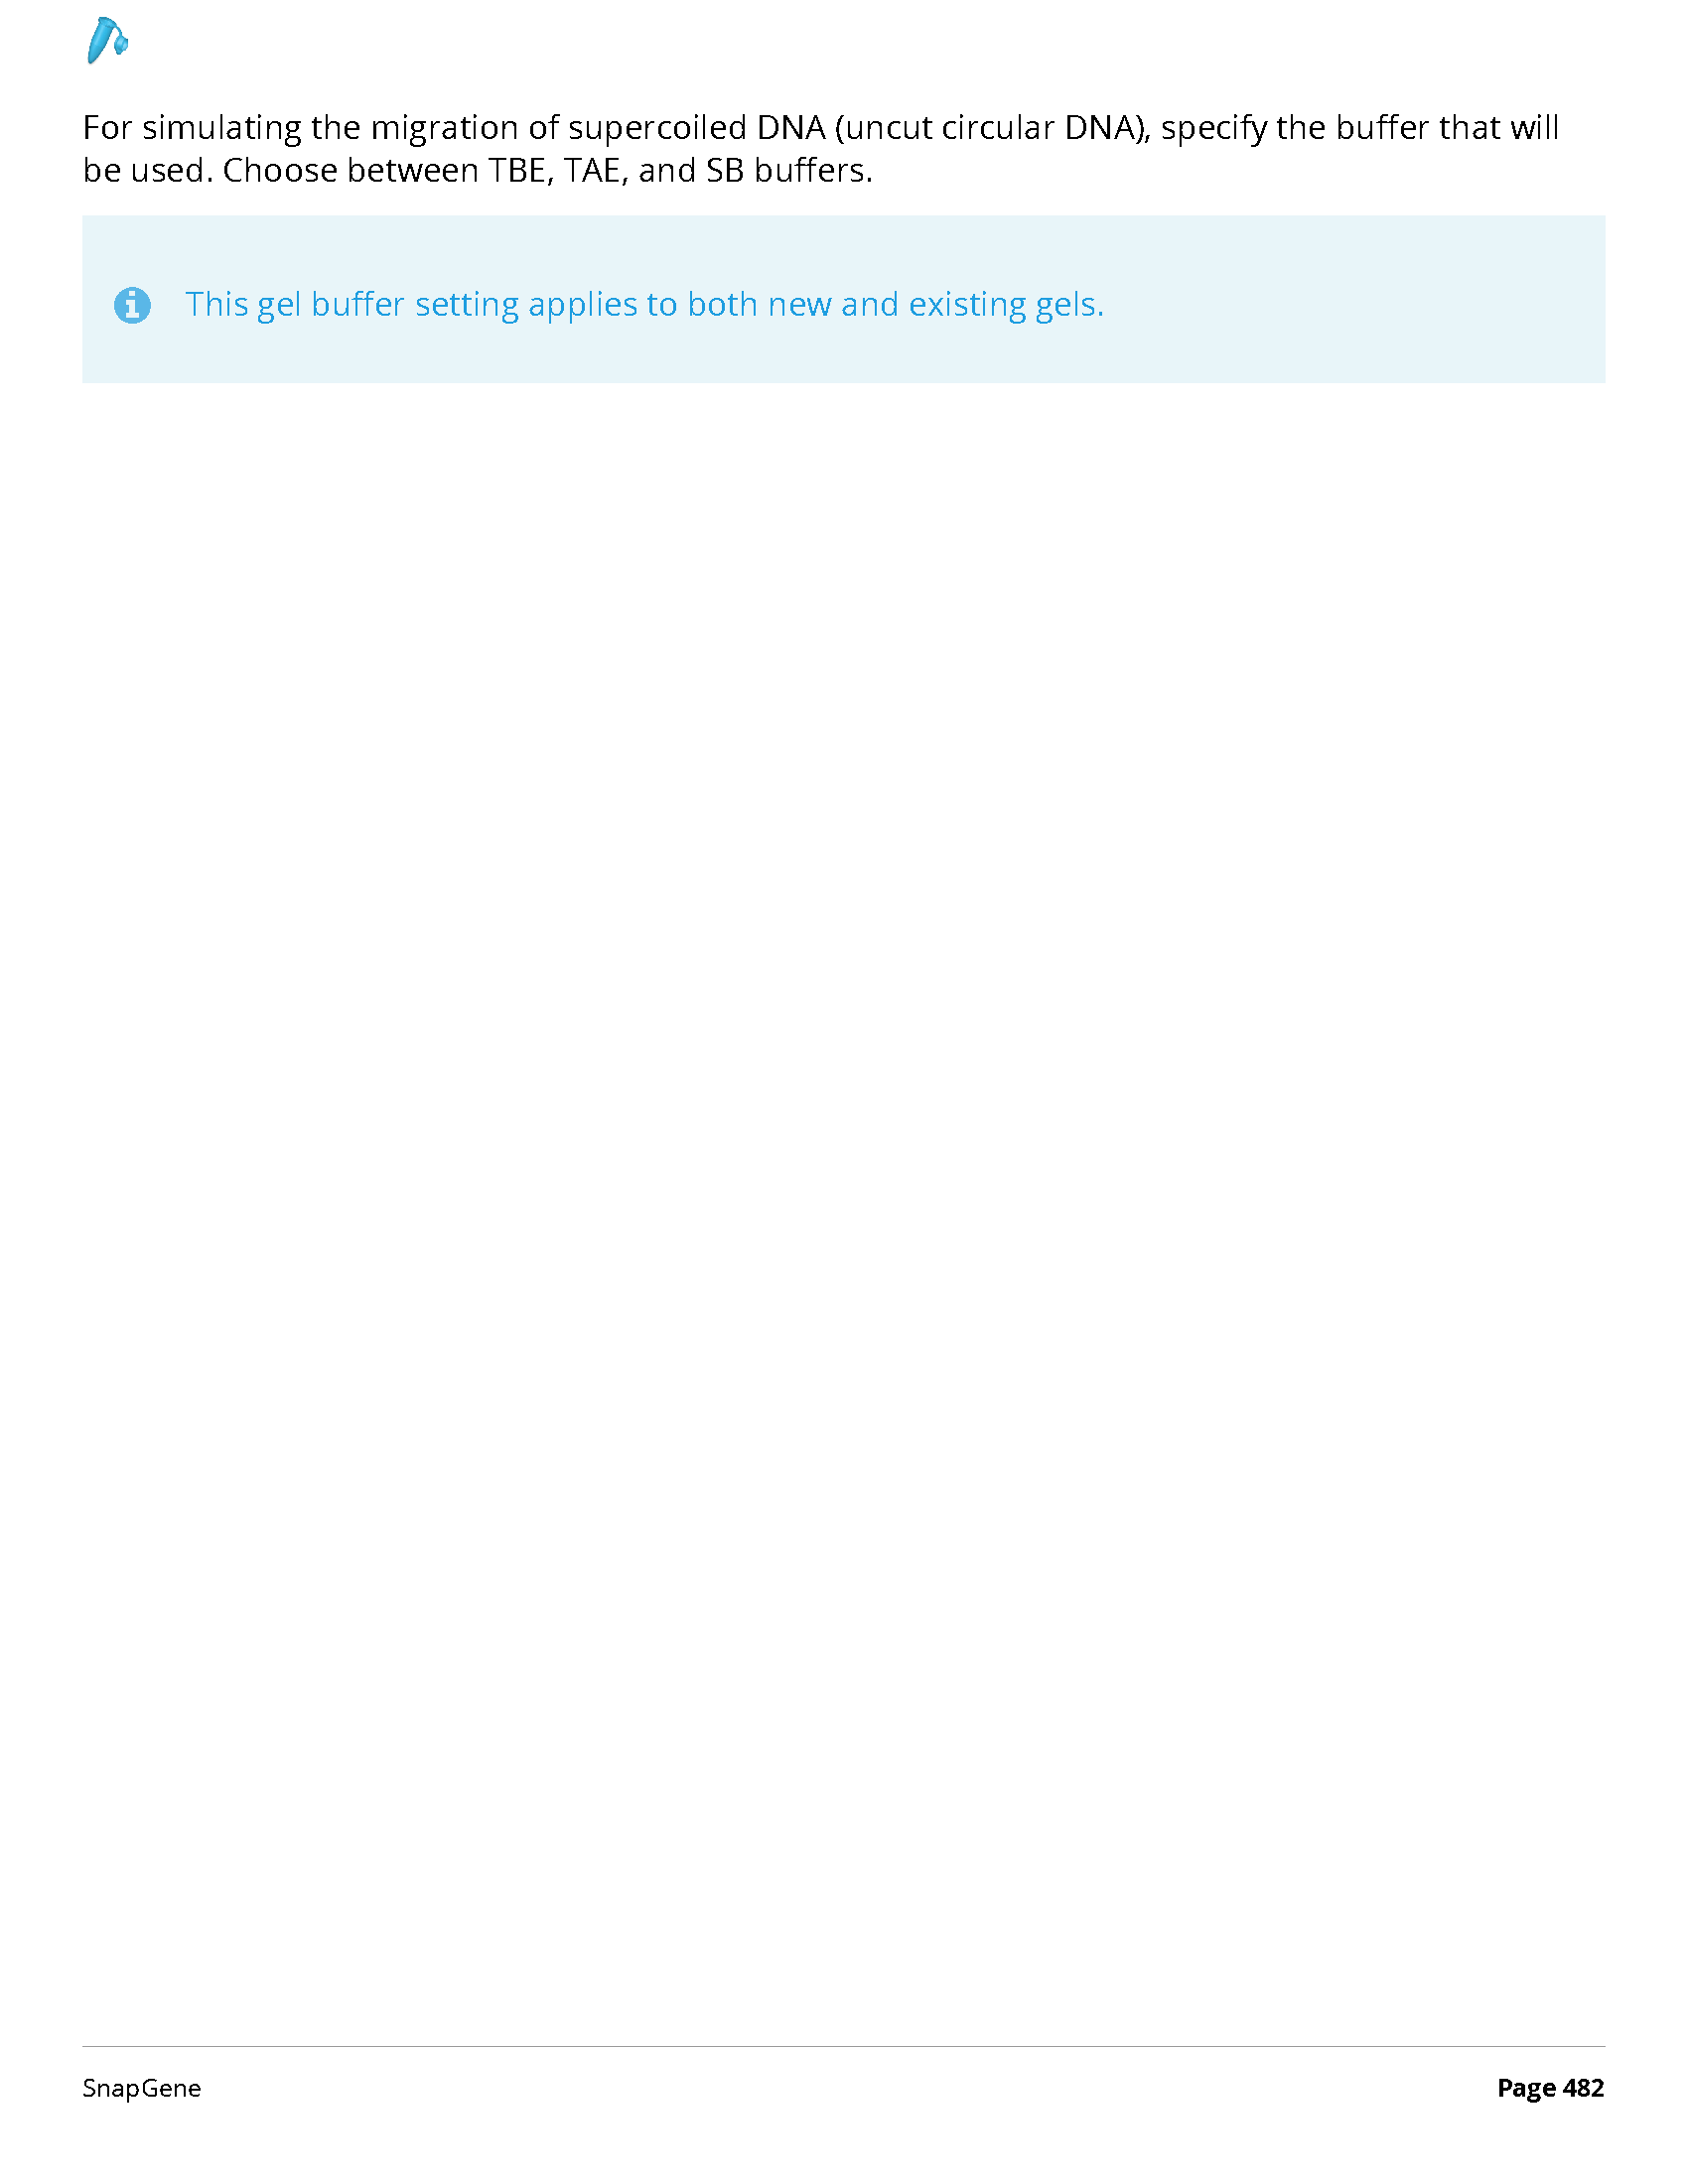 For simulating the migration of supercoiled DNA (uncut circular DNA), specify the buffer that will
be used. Choose between TBE, TAE, and SB buffers.
This gel buffer setting applies to both new and existing gels.
SnapGene
Page 482